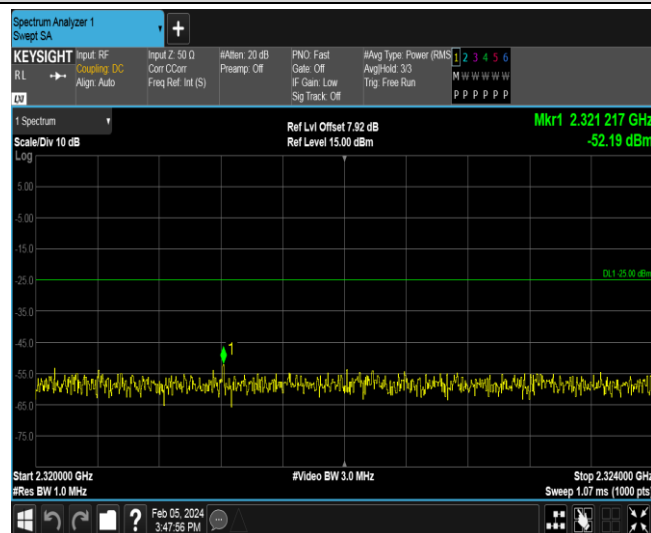 Spectrum Analyzer 1
Swept SA
KEYSIGHT
RL
LXI
Input: RF
Coupling: DC
Align: Auto
Input Z: 50 Ω
Corr CCorr
Freq Ref: Int (S)
#Atten: 20 dB
Preamp: Off
PNO: Fast
Gate: Off
IF Gain: Low
Sig Track: Off
#Avg Type: Power (RMS
Avg|Hold: 3/3
Trig: Free Run
1 2 3 4 5 6
M W W W W W
P P P P P P
1 Spectrum
Scale/Div 10 dB
Ref Lvl Offset 7.92 dB
Ref Level 15.00 dBm
Mkr1 2.321 217 GHz
-52.19 dBm
Log
5.00
-5.00
-15.0
-25.0
DL1 -25.00 dBm
-35.0
-45.0
1
-55.0
-65.0
-75.0
Start 2.320000 GHz
#Res BW 1.0 MHz
#Video BW 3.0 MHz
Stop 2.324000 GHz
Sweep 1.07 ms (1000 pts)
?
Feb 05, 2024
3:47:56 PM